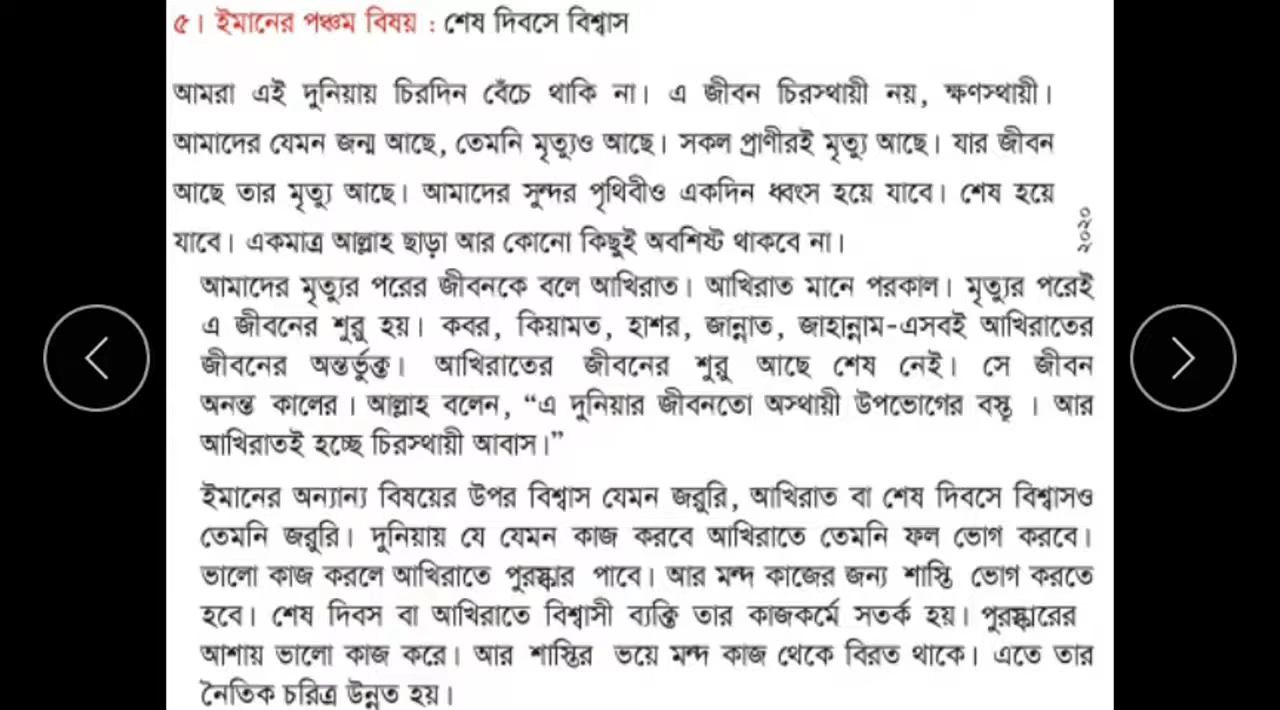 ৫। ইমানের পঞ্চম বিষয় : শেষ দিবসে বিশ্বাস
আমরা এই দুনিয়ায় চিরদিন বেঁচে থাকি না। এ জীবন চিরস্থায়ী নয়, ক্ষণস্থায়ী।
আমাদের যেমন জন্ম আছে, তেমনি মৃত্যুও আছে। সকল প্রাণীরই মৃত্যু আছে। যার জীবন
আছে তার মৃত্যু আছে। আমাদের সুন্দর পৃথিবীও একদিন ধ্বংস হয়ে যাবে। শেষ হয়ে
যাবে। একমাত্র আল্লাহ ছাড়া আর কোনো কিছুই অবশিষ্ট থাকবে না।
২০২০
আমাদের মৃত্যুর পরের জীবনকে বলে আখিরাত। আখিরাত মানে পরকাল। মৃত্যুর পরেই
এ জীবনের শুরু হয়। কবর, কিয়ামত, হাশর, জান্নাত, জাহান্নাম-এসবই আখিরাতের
জীবনের অন্তর্ভুক্ত। আখিরাতের জীবনের শুরু আছে শেষ নেই। সে জীবন
অনন্ত কালের। আল্লাহ বলেন, “এ দুনিয়ার জীবনতো অস্থায়ী উপভোগের বস্তু । আর
আখিরাতই হচ্ছে চিরস্থায়ী আবাস।”
ইমানের অন্যান্য বিষয়ের উপর বিশ্বাস যেমন জরুরি, আখিরাত বা শেষ দিবসে বিশ্বাসও
তেমনি জরুরি। দুনিয়ায় যে যেমন কাজ করবে আখিরাতে তেমনি ফল ভোগ করবে।
ভালো কাজ করলে আখিরাতে পুরস্কার পাবে। আর মন্দ কাজের জন্য শাস্তি ভোগ করতে
হবে। শেষ দিবস বা আখিরাতে বিশ্বাসী ব্যক্তি তার কাজকর্মে সতর্ক হয়। পুরস্কারের
আশায় ভালো কাজ করে। আর শাস্তির ভয়ে মন্দ কাজ থেকে বিরত থাকে। এতে তার
নৈতিক চরিত্র উন্নত হয়।